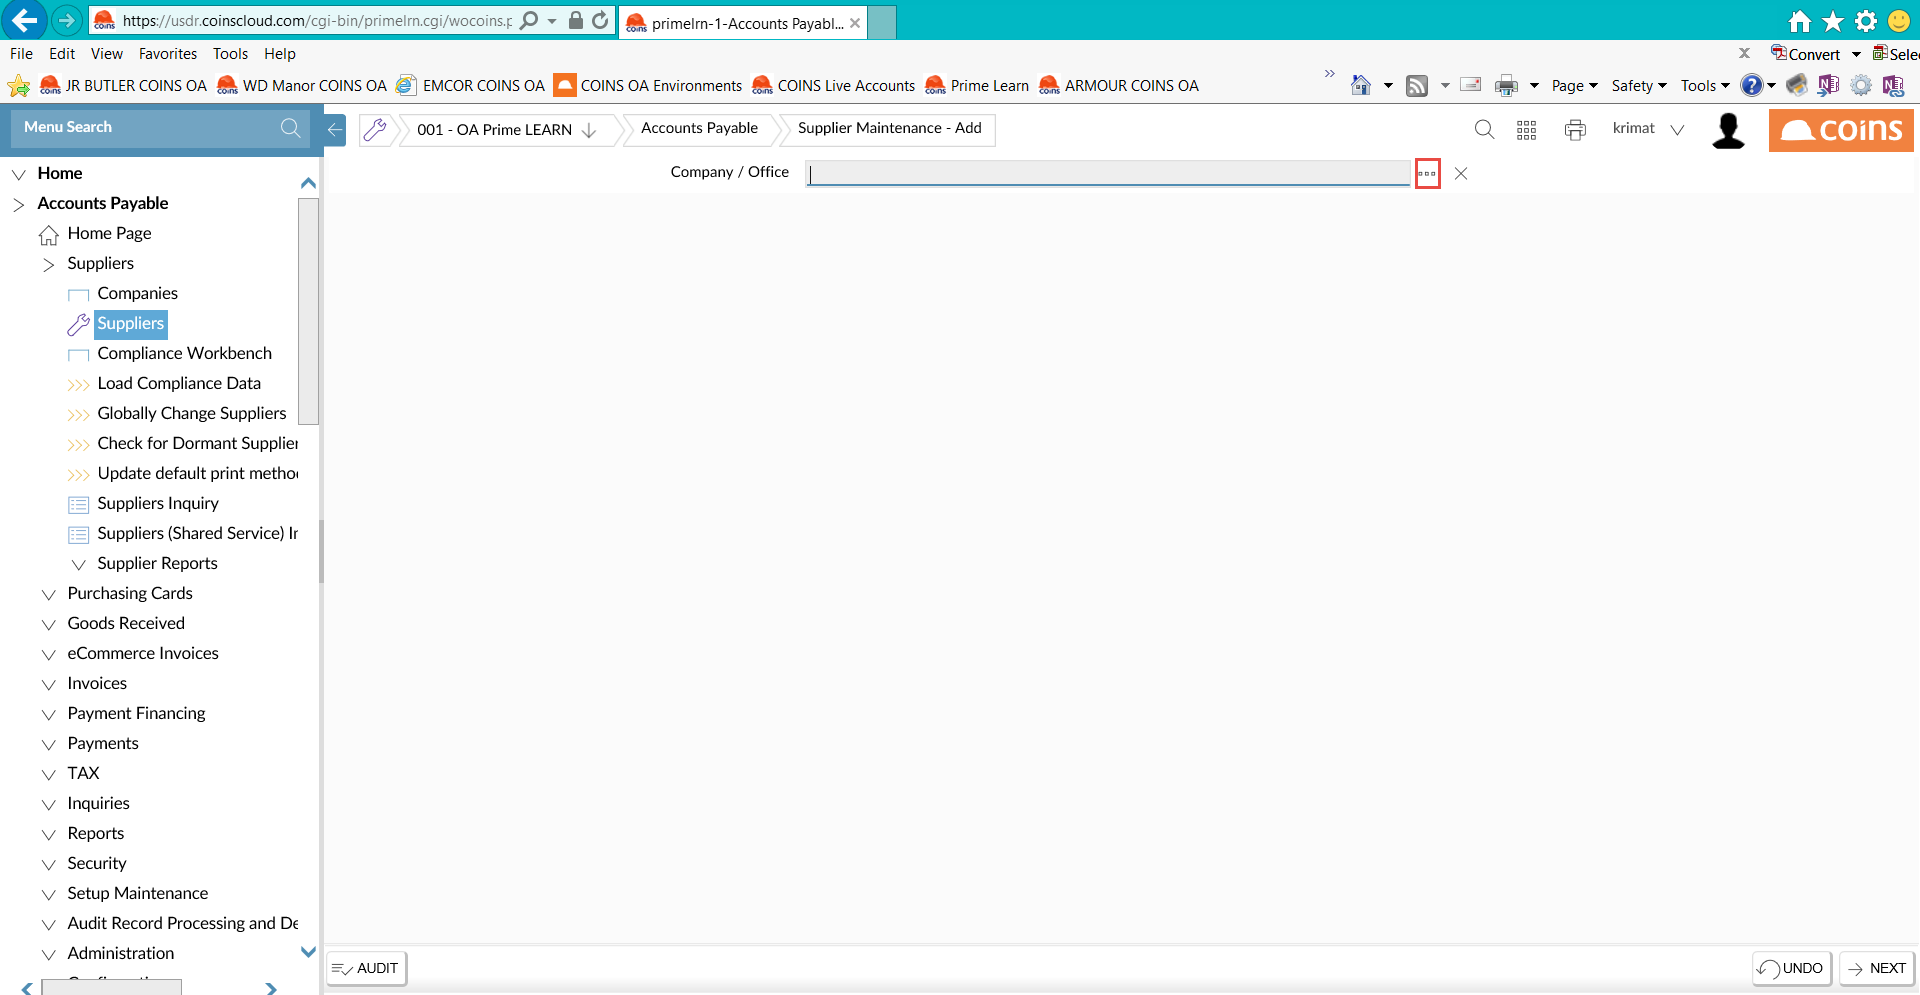 https://usdr.coinscloud.com/cgi-bin/primelrn.cgi/wocoins.p
primelrn-1-Accounts Payabl...
File Edit View Favorites Tools Help
Convert Selec
JR BUTLER COINS OA WD Manor COINS OA EMCOR COINS OA COINS OA Environments COINS Live Accounts Prime Learn ARMOUR COINS OA
Page Safety Tools
Menu Search
001 - OA Prime LEARN Accounts Payable Supplier Maintenance - Add
krimat
coins
Company / Office
Home
Accounts Payable
Home Page
Suppliers
Companies
Suppliers
Compliance Workbench
Load Compliance Data
Globally Change Suppliers
Check for Dormant Supplier
Update default print metho
Suppliers Inquiry
Suppliers (Shared Service) In
Supplier Reports
Purchasing Cards
Goods Received
eCommerce Invoices
Invoices
Payment Financing
Payments
TAX
Inquiries
Reports
Security
Setup Maintenance
Audit Record Processing and De
Administration
AUDIT
UNDO
NEXT